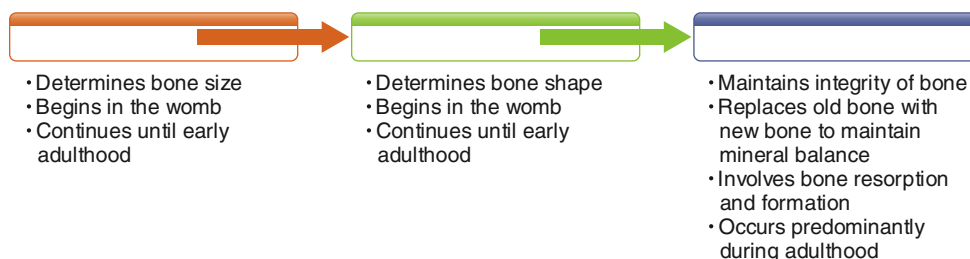 • Determines bone size
• Begins in the womb
• Continues until early
adulthood
• Determines bone shape
• Begins in the womb
• Continues until early
adulthood
• Maintains integrity of bone
• Replaces old bone with
new bone to maintain
mineral balance
• Involves bone resorption
and formation
• Occurs predominantly
during adulthood